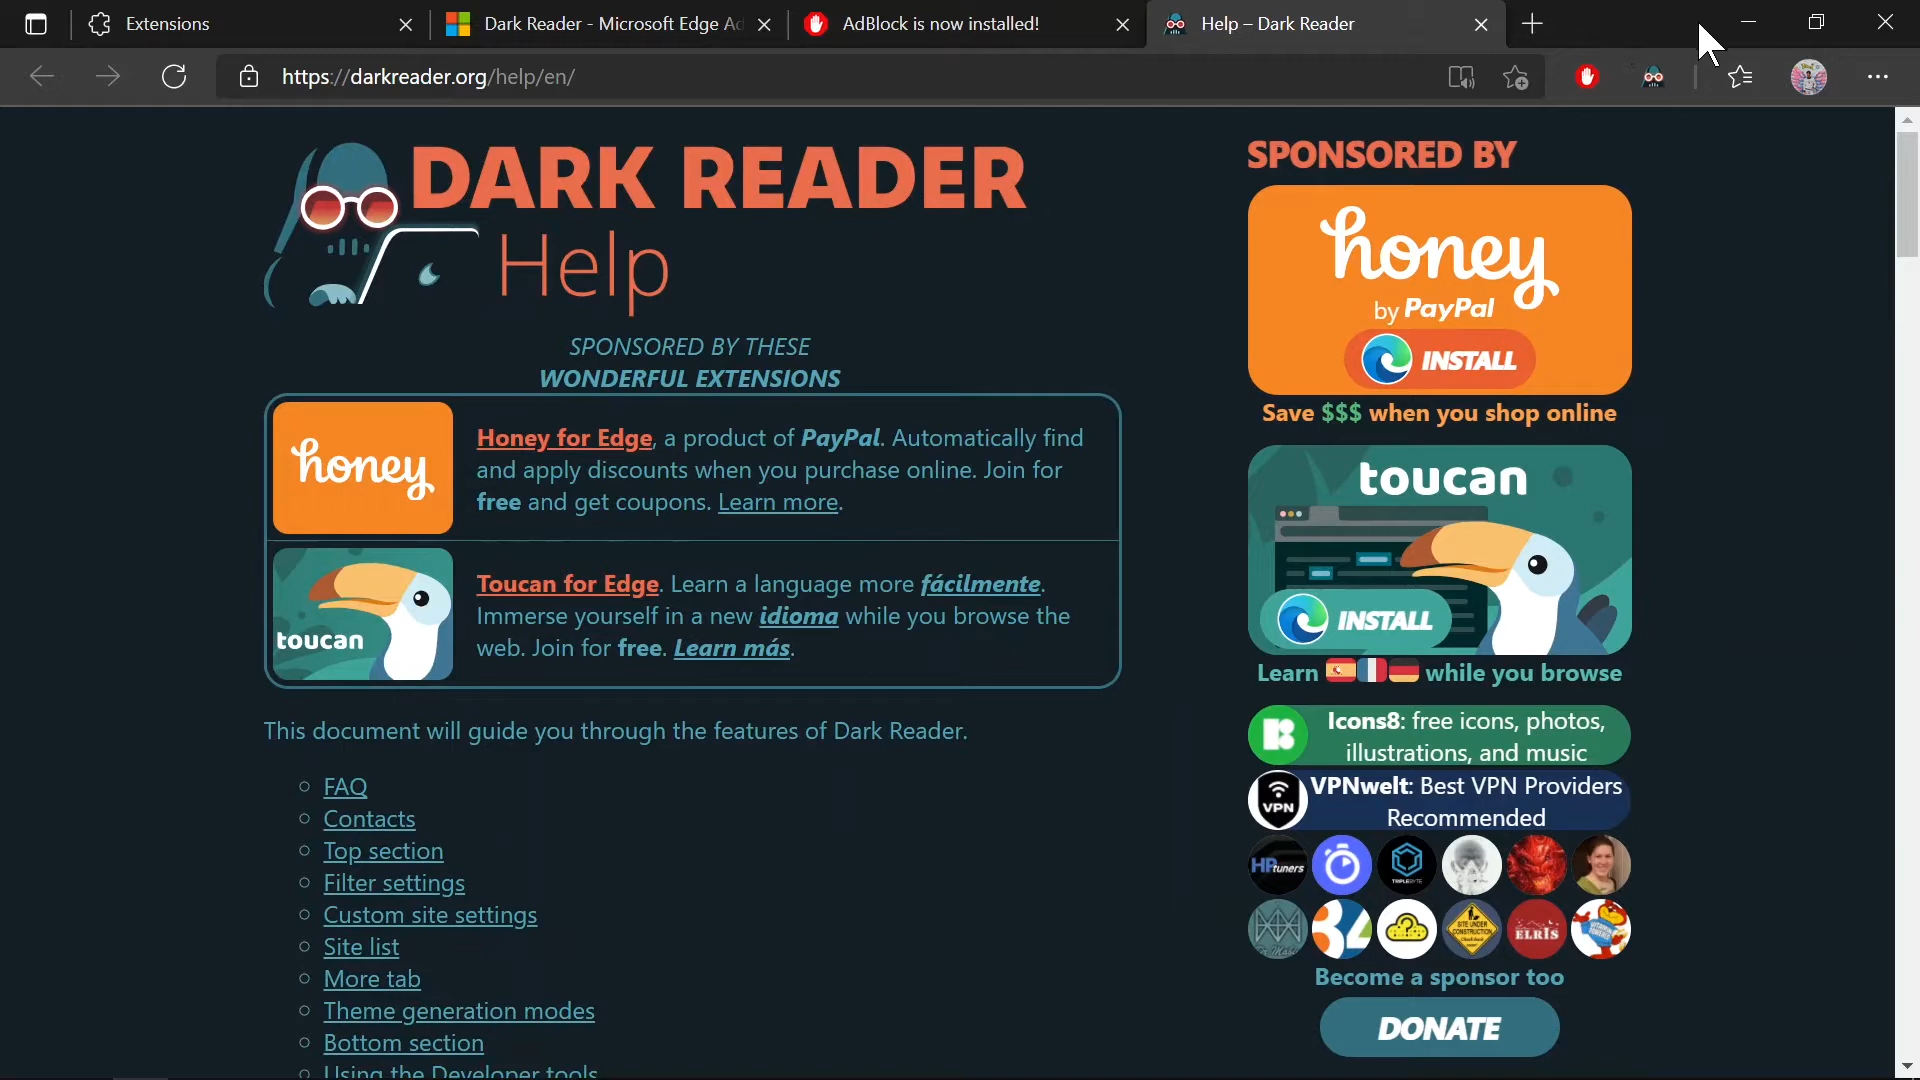 Extensions
Dark Reader - Microsoft Edge Ad
AdBlock is now installed!
Help – Dark Reader
https://darkreader.org/help/en/
DARK READER
Help
SPONSORED BY THESE
WONDERFUL EXTENSIONS
honey
Honey for Edge, a product of PayPal. Automatically find
and apply discounts when you purchase online. Join for
free and get coupons. Learn more.
toucan
Toucan for Edge. Learn a language more fácilmente.
Immerse yourself in a new idioma while you browse the
web. Join for free. Learn más.
This document will guide you through the features of Dark Reader.
FAQ
Contacts
Top section
Filter settings
Custom site settings
Site list
More tab
Theme generation modes
Bottom section
Using the Developer tools
SPONSORED BY
honey
by PayPal
INSTALL
Save $$$ when you shop online
toucan
INSTALL
Learn 🇪🇸🇫🇷🇩🇪 while you browse
Icons8: free icons, photos,
illustrations, and music
VPN
VPNwelt: Best VPN Providers
Recommended
HPtuners
TRIPLEBYTE
SITE UNDER
CONSTRUCTION
ELRIS
Become a sponsor too
DONATE